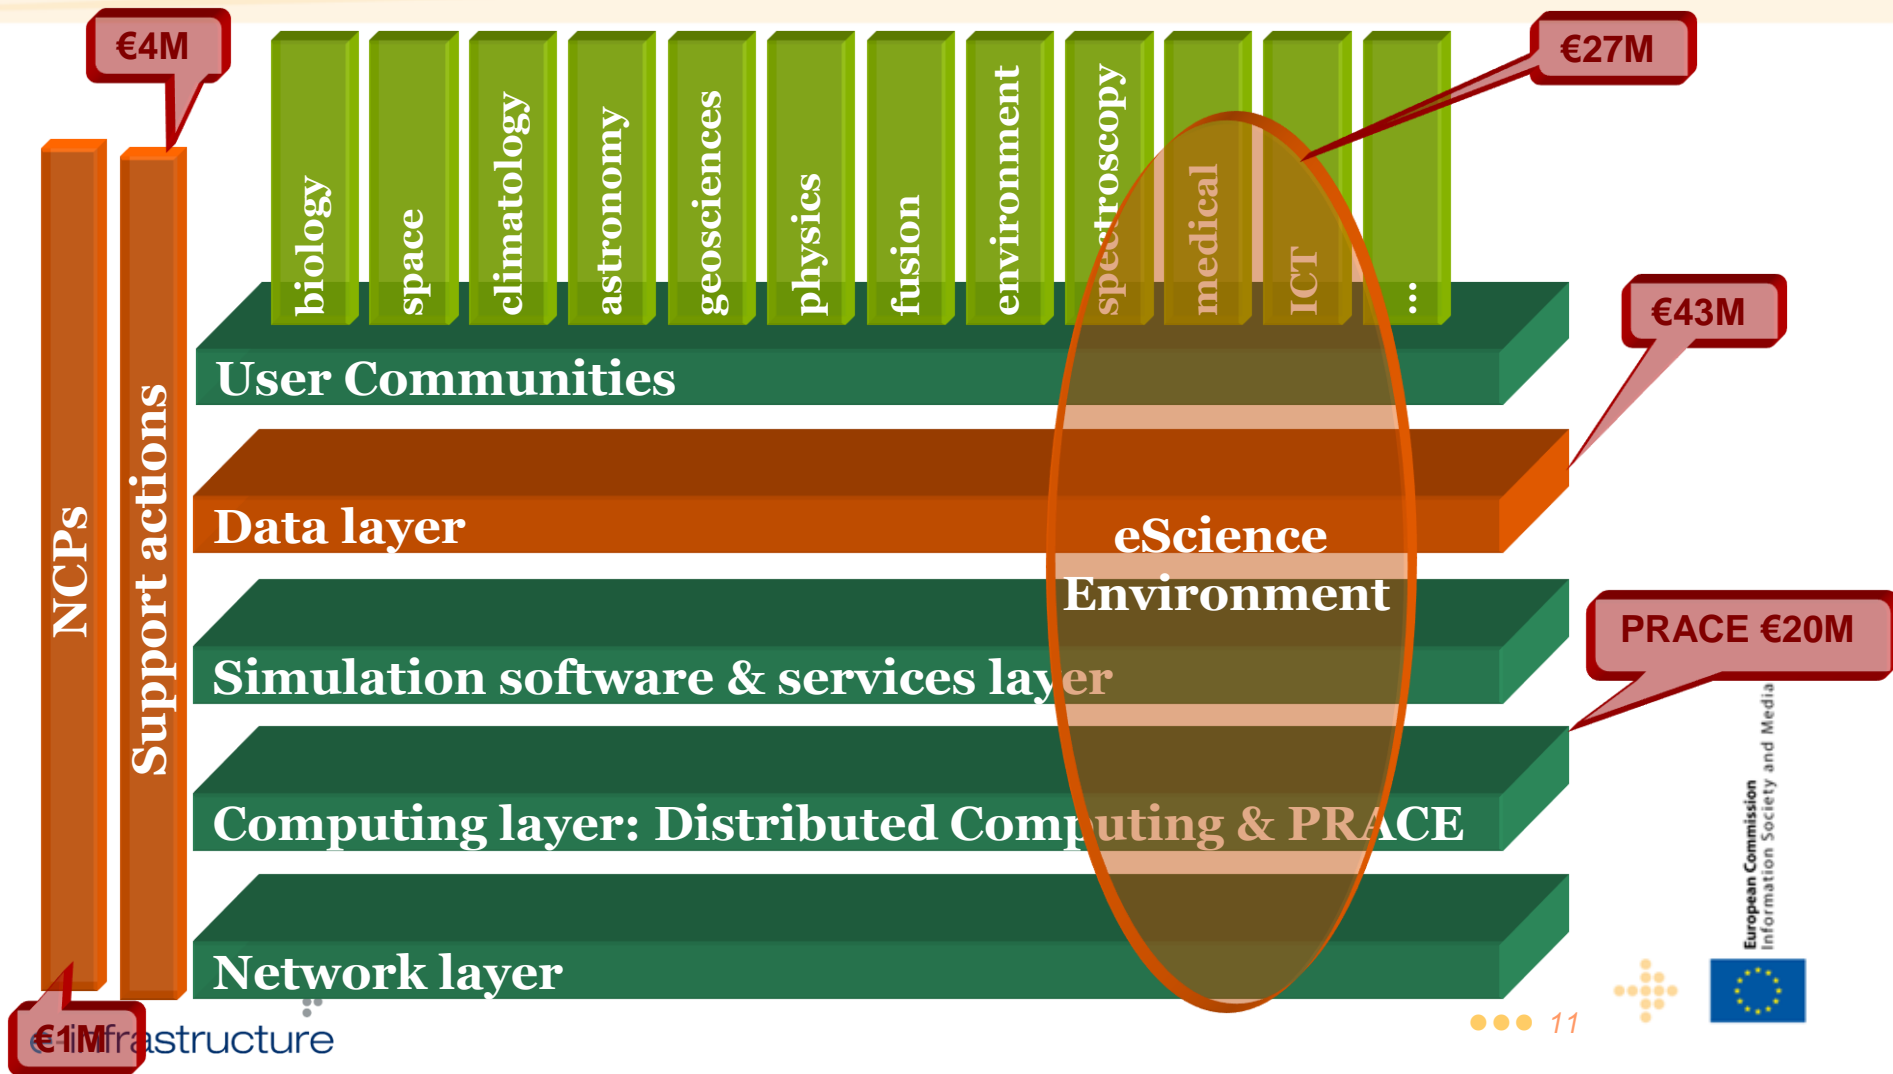 €4M
€27M
biology
space
climatology
astronomy
geosciences
physics
fusion
environment
spectroscopy
medical
ICT
...
€43M
User Communities
NCPs
Support actions
Data layer
eScience
Environment
PRACE €20M
Simulation software & services layer
Computing layer: Distributed Computing & PRACE
European Commission
Information Society and Media
Network layer
€1M
e-infrastructure
11